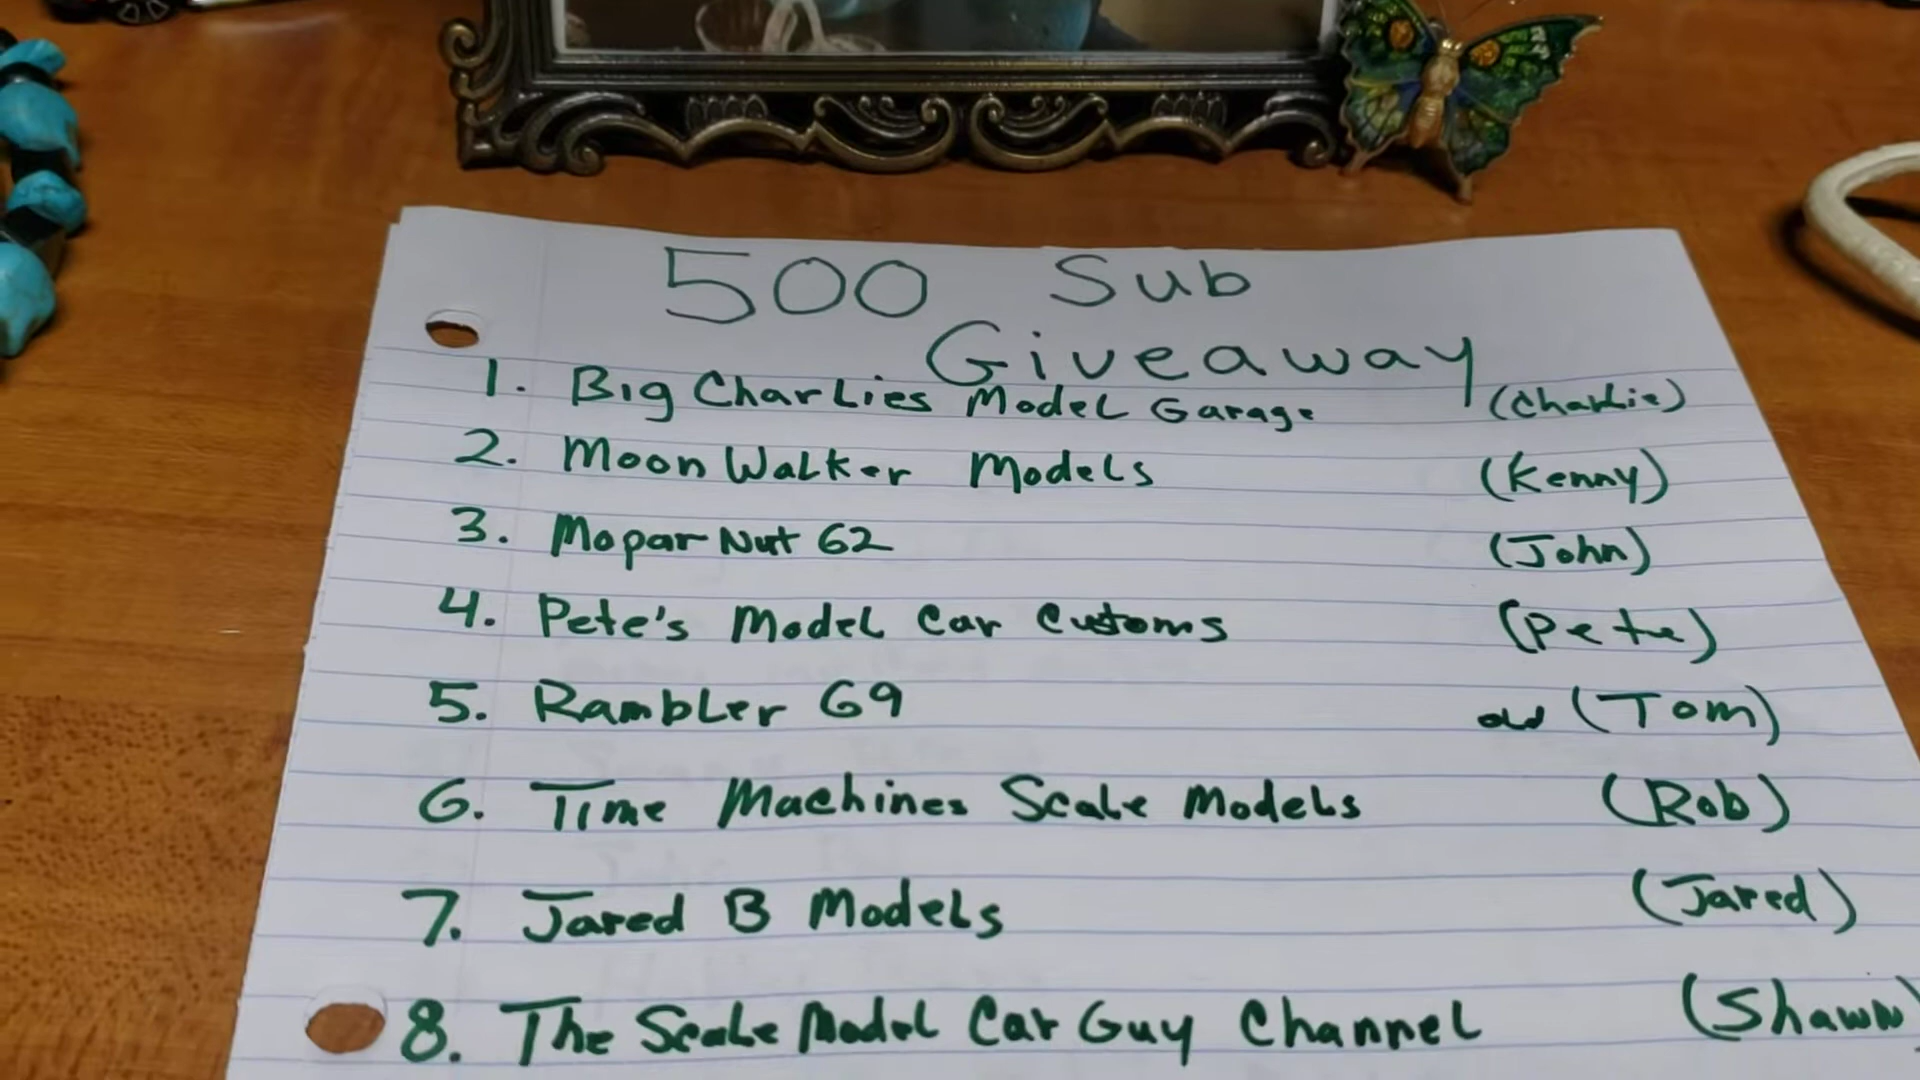 500 Sub
Giveaway
1. Big Charlies Model Garage (Charlie)
2. Moon Walker Models (Kenny)
3. Mopar Nut 62 (John)
4. Pete's Model Car Customs (Pete)
5. Rambler 69 (Tom)
6. Time Machines Scale Models (Rob)
7. Jared B Models (Jared)
8. The Scale Model Car Guy Channel (Shawn)